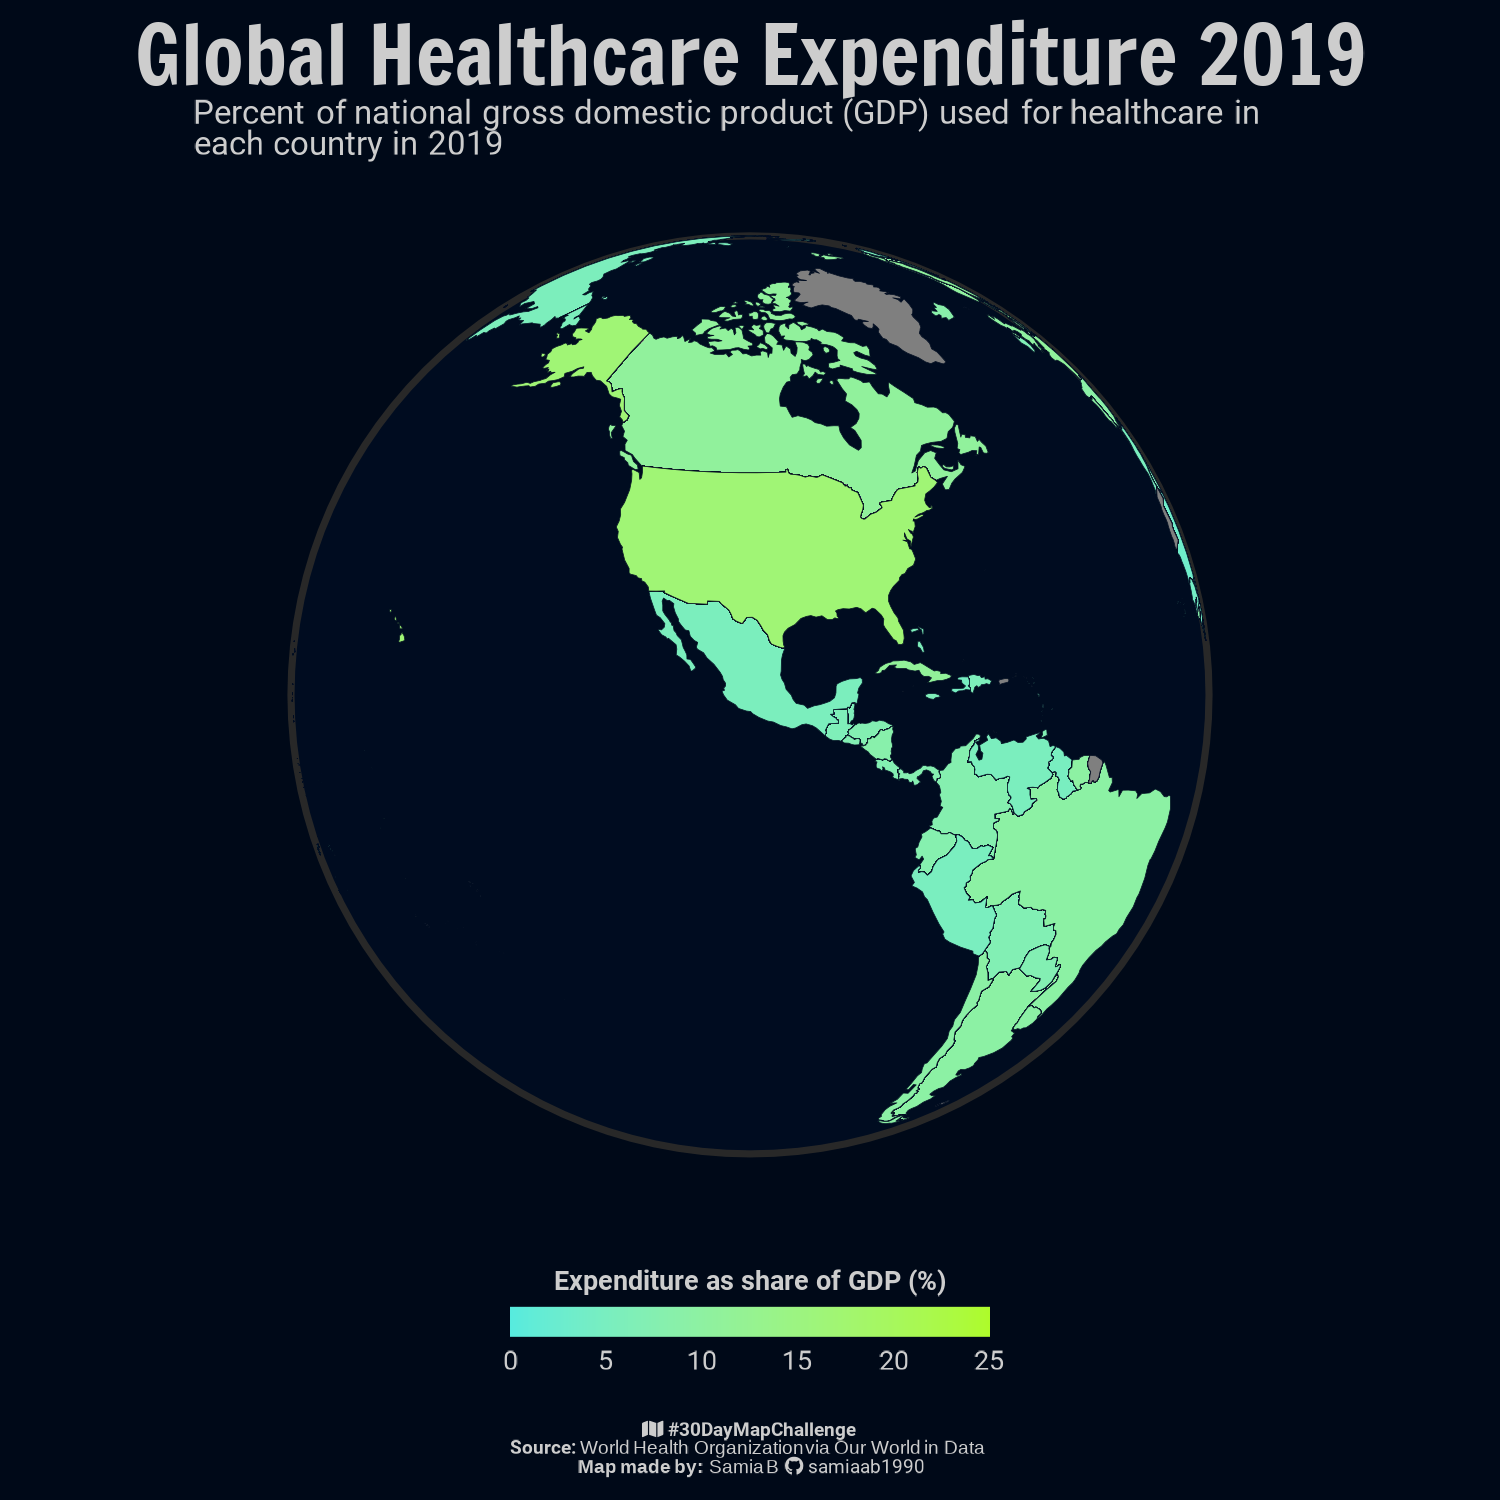 Global Healthcare Expenditure 2019
Percent of national gross domestic product (GDP) used for healthcare in
each country in 2019
Expenditure as share of GDP (%)
0 5 10 15 20 25
#30DayMapChallenge
Source: World Health Organization via Our World in Data
Map made by: Samia B samiaab1990